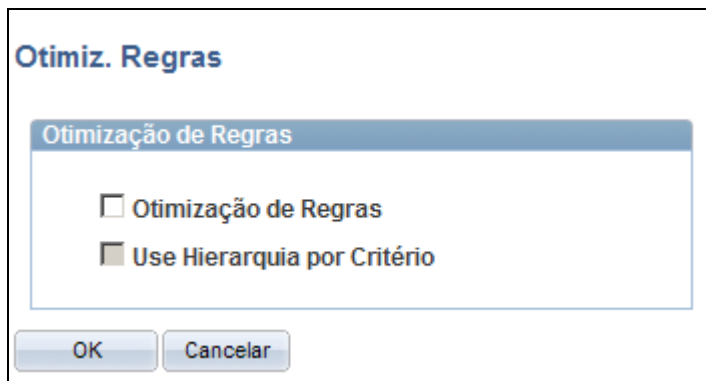 Otimiz. Regras
Otimização de Regras
Otimização de Regras
Use Hierarquia por Critério
OK Cancelar